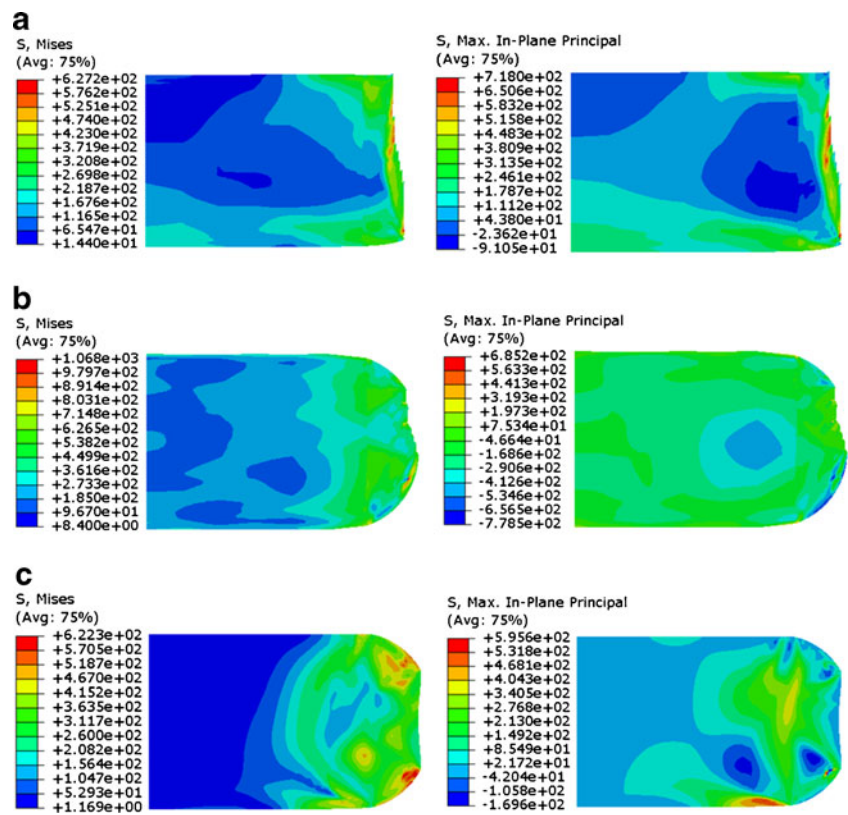 a
S, Mises
(Avg: 75%)
+6.272e+02
+5.762e+02
+5.251e+02
+4.740e+02
+4.230e+02
+3.719e+02
+3.208e+02
+2.698e+02
+2.187e+02
+1.676e+02
+1.165e+02
+6.547e+01
+1.440e+01
S, Max. In-Plane Principal
(Avg: 75%)
+7.180e+02
+6.506e+02
+5.832e+02
+5.158e+02
+4.483e+02
+3.809e+02
+3.135e+02
+2.461e+02
+1.787e+02
+1.112e+02
+4.380e+01
-2.362e+01
-9.105e+01
b
S, Mises
(Avg: 75%)
+1.068e+03
+9.797e+02
+8.914e+02
+8.031e+02
+7.148e+02
+6.265e+02
+5.382e+02
+4.499e+02
+3.616e+02
+2.733e+02
+1.850e+02
+9.670e+01
+8.400e+00
S, Max. In-Plane Principal
(Avg: 75%)
+6.852e+02
+5.633e+02
+4.413e+02
+3.193e+02
+1.973e+02
+7.534e+01
-4.664e+01
-1.686e+02
-2.906e+02
-4.126e+02
-5.346e+02
-6.565e+02
-7.785e+02
c
S, Mises
(Avg: 75%)
+6.223e+02
+5.705e+02
+5.187e+02
+4.670e+02
+4.152e+02
+3.635e+02
+3.117e+02
+2.600e+02
+2.082e+02
+1.564e+02
+1.047e+02
+5.293e+01
+1.169e+00
S, Max. In-Plane Principal
(Avg: 75%)
+5.956e+02
+5.318e+02
+4.681e+02
+4.043e+02
+3.405e+02
+2.768e+02
+2.130e+02
+1.492e+02
+8.549e+01
+2.172e+01
-4.204e+01
-1.058e+02
-1.696e+02